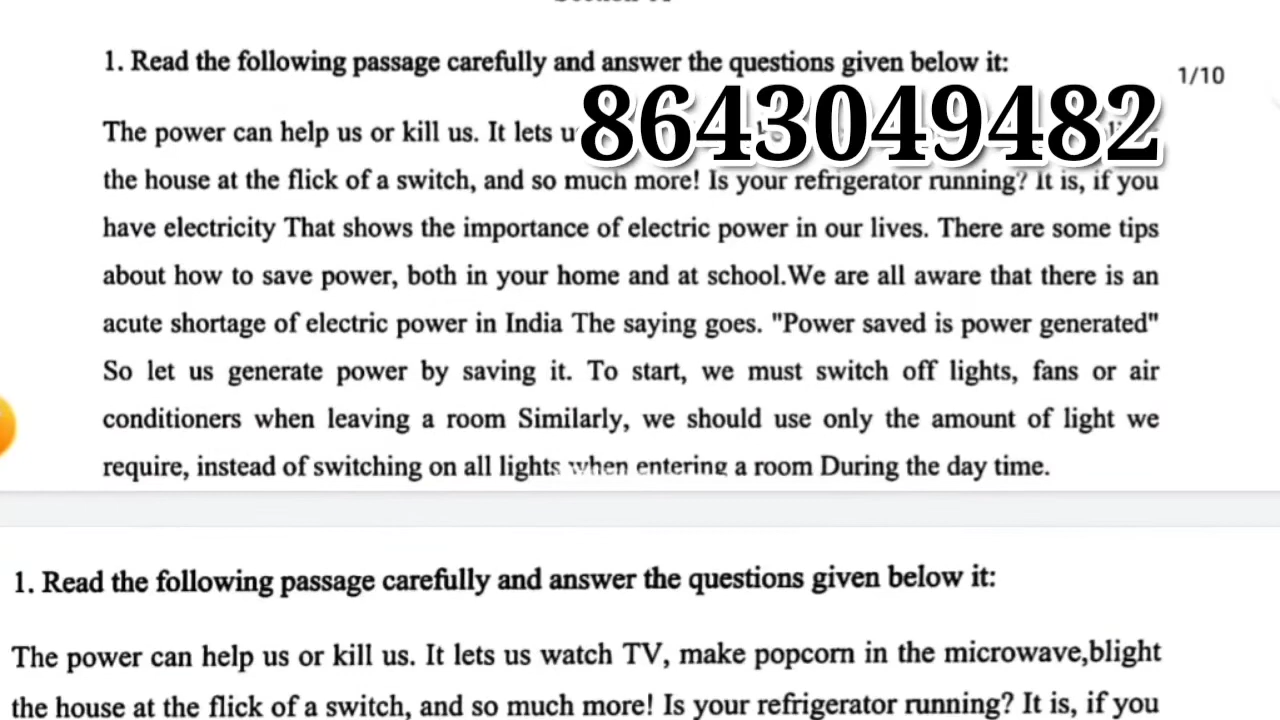 1. Read the following passage carefully and answer the questions given below it:
1/10
8643049482
The power can help us or kill us. It lets
the house at the flick of a switch, and so much more! Is your refrigerator running? It is, if you
have electricity That shows the importance of electric power in our lives. There are some tips
about how to save power, both in your home and at school.We are all aware that there is an
acute shortage of electric power in India The saying goes. "Power saved is power generated"
So let us generate power by saving it. To start, we must switch off lights, fans or air
conditioners when leaving a room Similarly, we should use only the amount of light we
require, instead of switching on all lights when entering a room During the day time.
1. Read the following passage carefully and answer the questions given below it:
The power can help us or kill us. It lets us watch TV, make popcorn in the microwave,blight
the house at the flick of a switch, and so much more! Is your refrigerator running? It is, if you